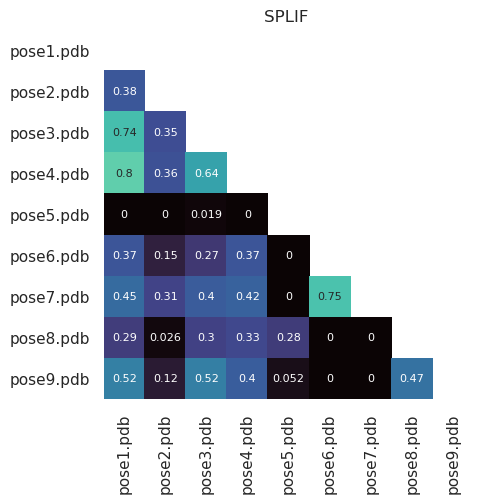 SPLIF
pose1.pdb
pose2.pdb 0.38
pose3.pdb 0.74 0.35
pose4.pdb 0.8 0.36 0.64
pose5.pdb 0 0 0.019 0
pose6.pdb 0.37 0.15 0.27 0.37 0
pose7.pdb 0.45 0.31 0.4 0.42 0 0.75
pose8.pdb 0.29 0.026 0.3 0.33 0.28 0 0
pose9.pdb 0.52 0.12 0.52 0.4 0.052 0 0 0.47
pose1.pdb pose2.pdb pose3.pdb pose4.pdb pose5.pdb pose6.pdb pose7.pdb pose8.pdb pose9.pdb